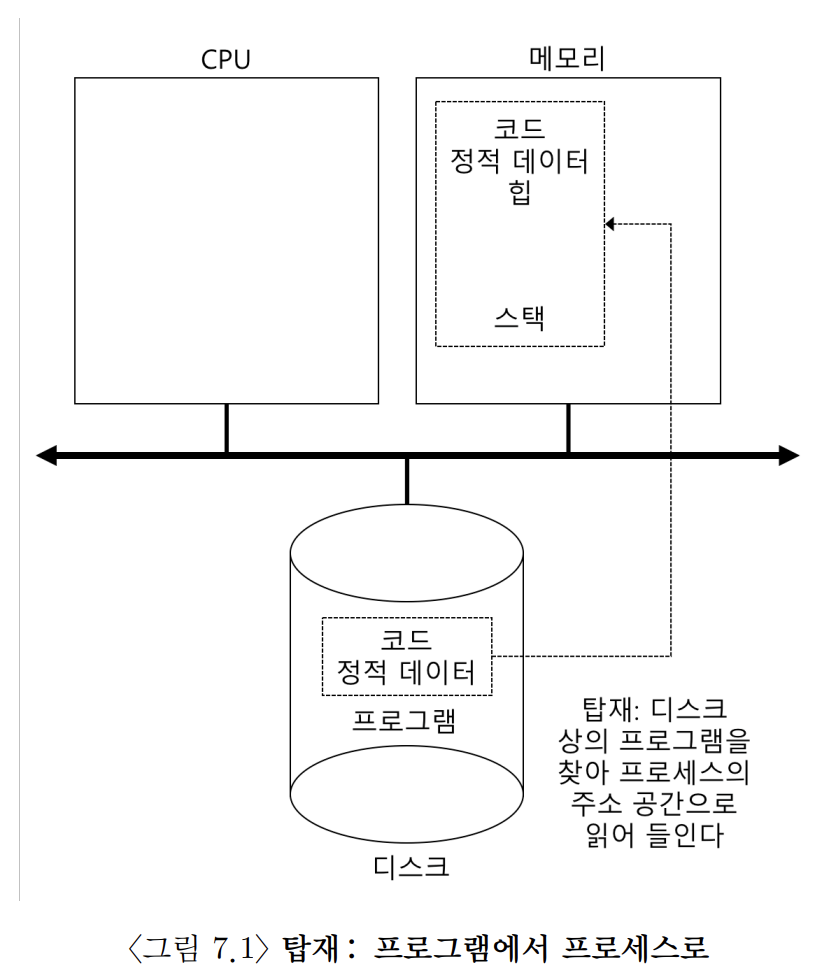 CPU
메모리
코드
정적 데이터
힙
스택
코드
정적 데이터
프로그램
탑재: 디스크
상의 프로그램을
찾아 프로세스의
주소 공간으로
읽어 들인다
디스크
〈그림 7.1〉 탑재 : 프로그램에서 프로세스로